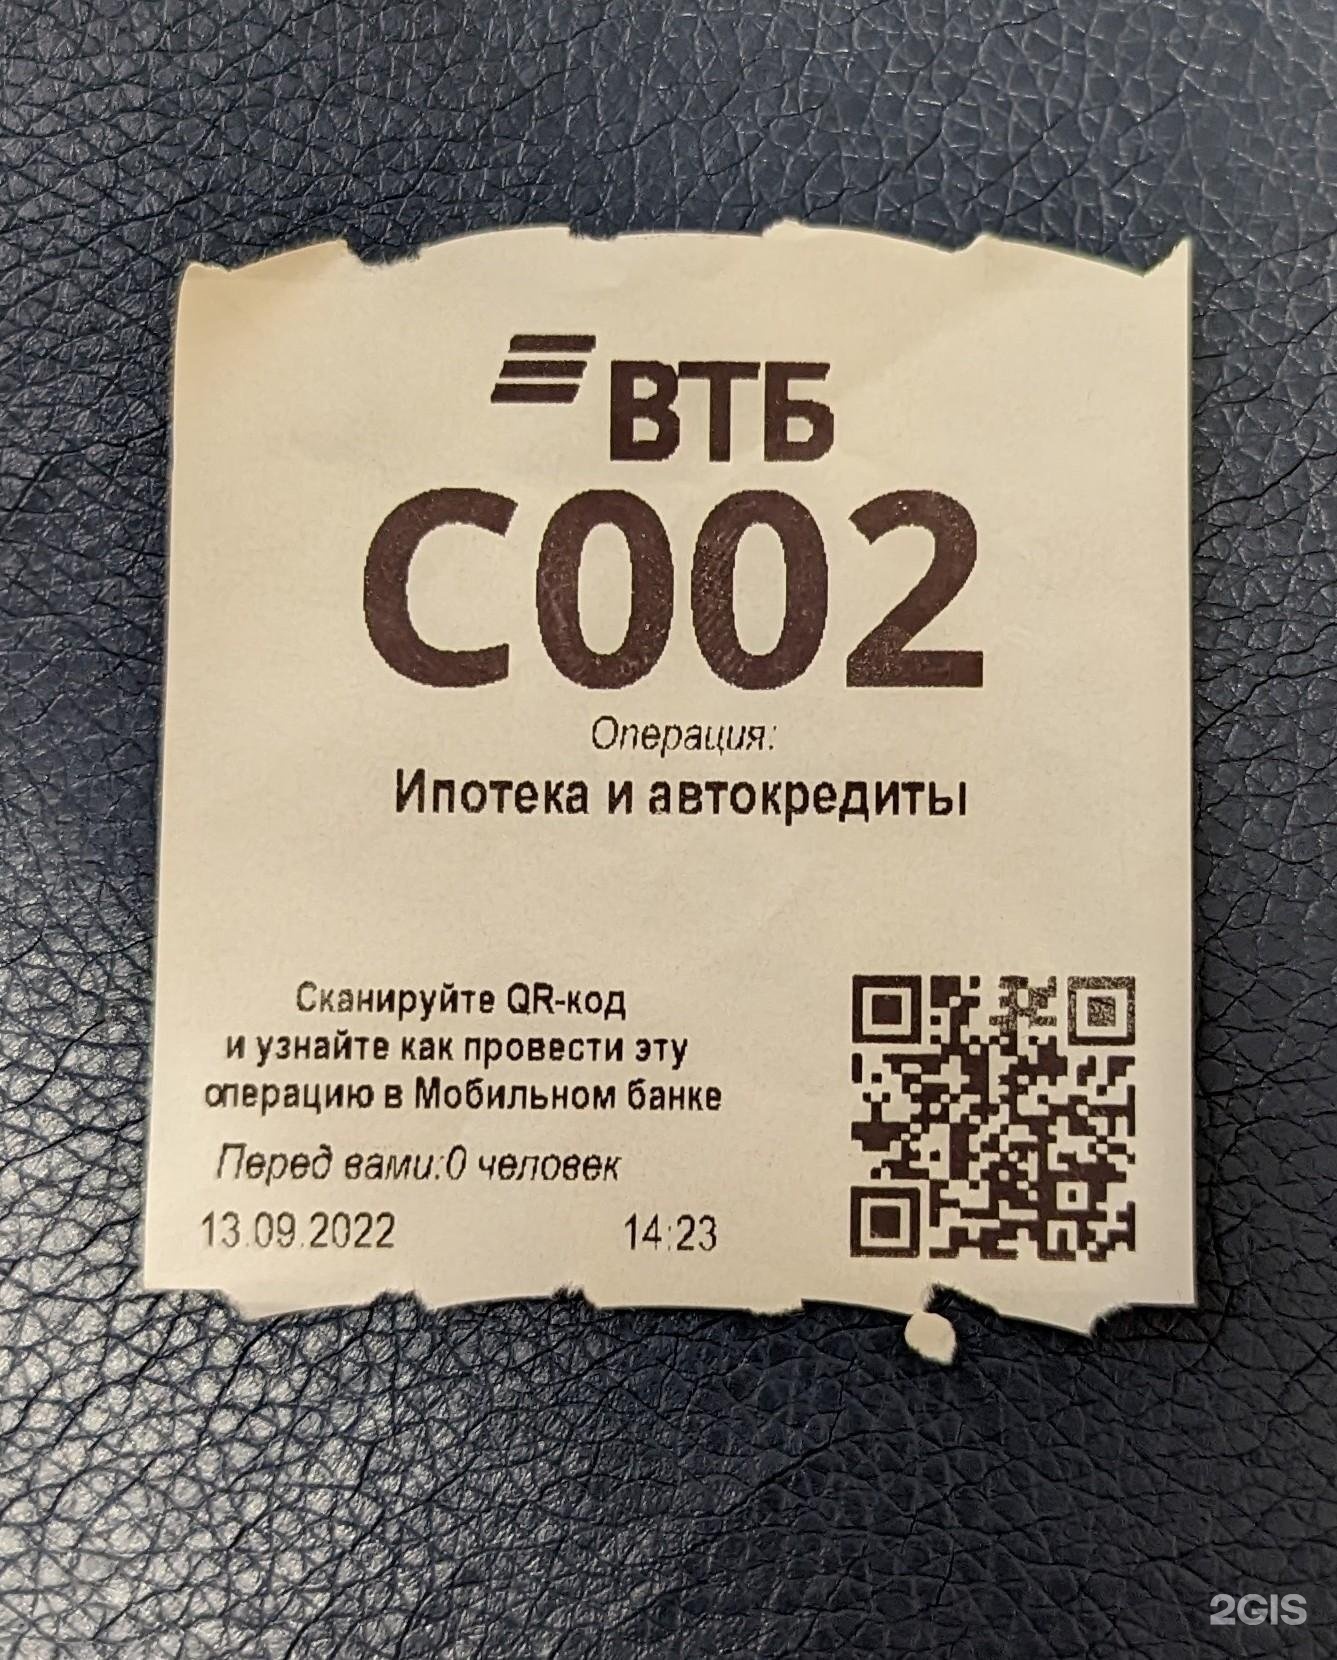 ВТБ
С002
Операция:
Ипотека и автокредиты
Сканируйте QR-код
и узнайте как провести эту
операцию в Мобильном банке
Перед вами:0 человек
13.09.2022 14:23
2GIS